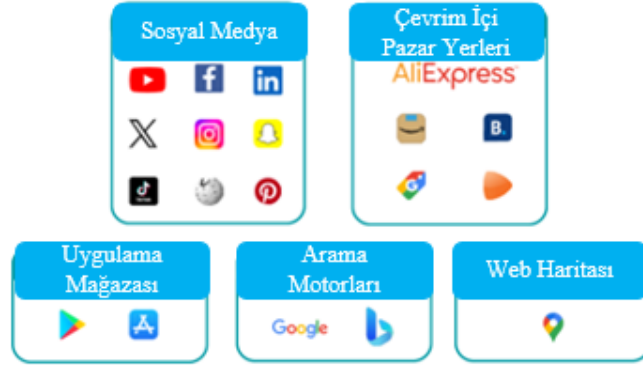 Sosyal Medya
Çevrim İçi
Pazar Yerleri
AliExpress
B.
Uygulama
Mağazası
Arama
Motorları
Web Haritası
Google